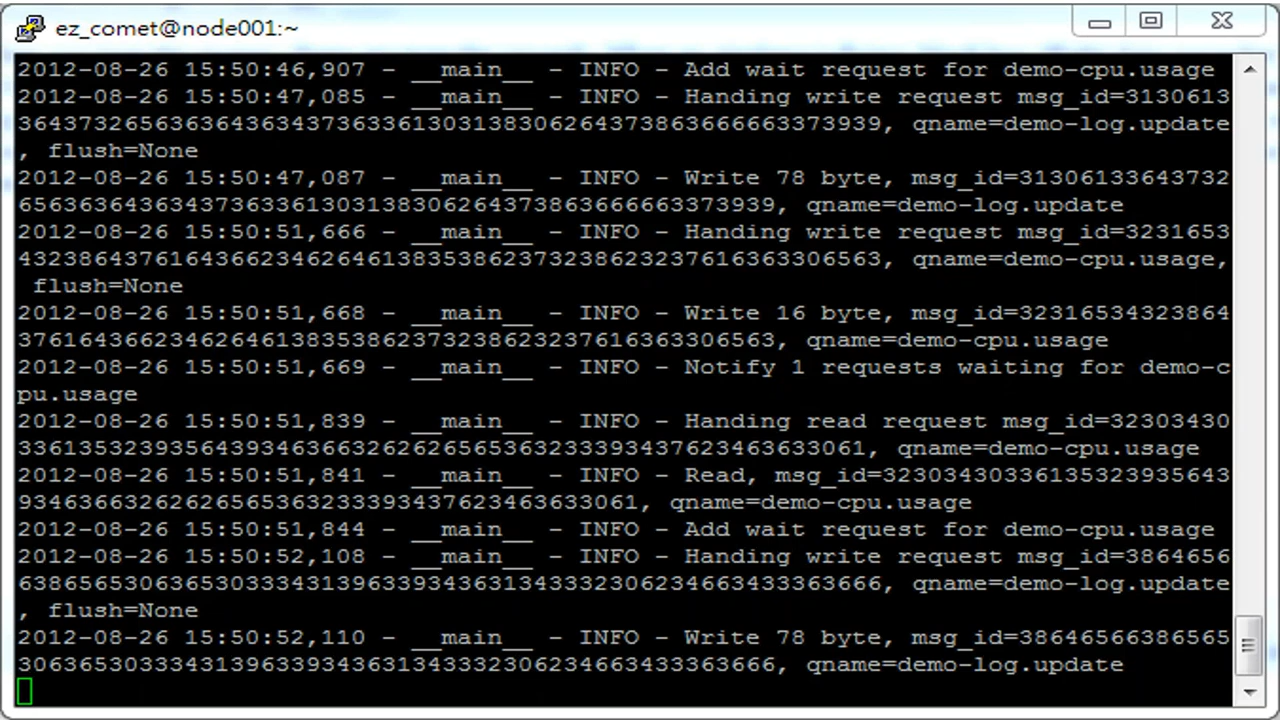 ez_comet@node001:~
2012-08-26 15:50:46,907 - __main__ - INFO - Add wait request for demo-cpu.usage
2012-08-26 15:50:47,085 - __main__ - INFO - Handing write request msg_id=3130613
3643732656363643634373633613031383062643738636666663373939, qname=demo-log.update
, flush=None
2012-08-26 15:50:47,087 - __main__ - INFO - Write 78 byte, msg_id=31306133643732
656363643634373633613031383062643738636666663373939, qname=demo-log.update
2012-08-26 15:50:51,666 - __main__ - INFO - Handing write request msg_id=3231653
432386437616436623462646138353862373238623237616363306563, qname=demo-cpu.usage,
 flush=None
2012-08-26 15:50:51,668 - __main__ - INFO - Write 16 byte, msg_id=32316534323864
37616436623462646138353862373238623237616363306563, qname=demo-cpu.usage
2012-08-26 15:50:51,669 - __main__ - INFO - Notify 1 requests waiting for demo-c
pu.usage
2012-08-26 15:50:51,839 - __main__ - INFO - Handing read request msg_id=32303430
336135323935643934636632626265653632333934376234636330​61, qname=demo-cpu.usage
2012-08-26 15:50:51,841 - __main__ - INFO - Read, msg_id=32303430336135323935643
93463663262626565363233393437623463633061, qname=demo-cpu.usage
2012-08-26 15:50:51,844 - __main__ - INFO - Add wait request for demo-cpu.usage
2012-08-26 15:50:52,108 - __main__ - INFO - Handing write request msg_id=3864656
638656530636530333431396339343631343332306234663433363666, qname=demo-log.update
, flush=None
2012-08-26 15:50:52,110 - __main__ - INFO - Write 78 byte, msg_id=38646566386565
30636530333431396339343631343332306234663433363666, qname=demo-log.update